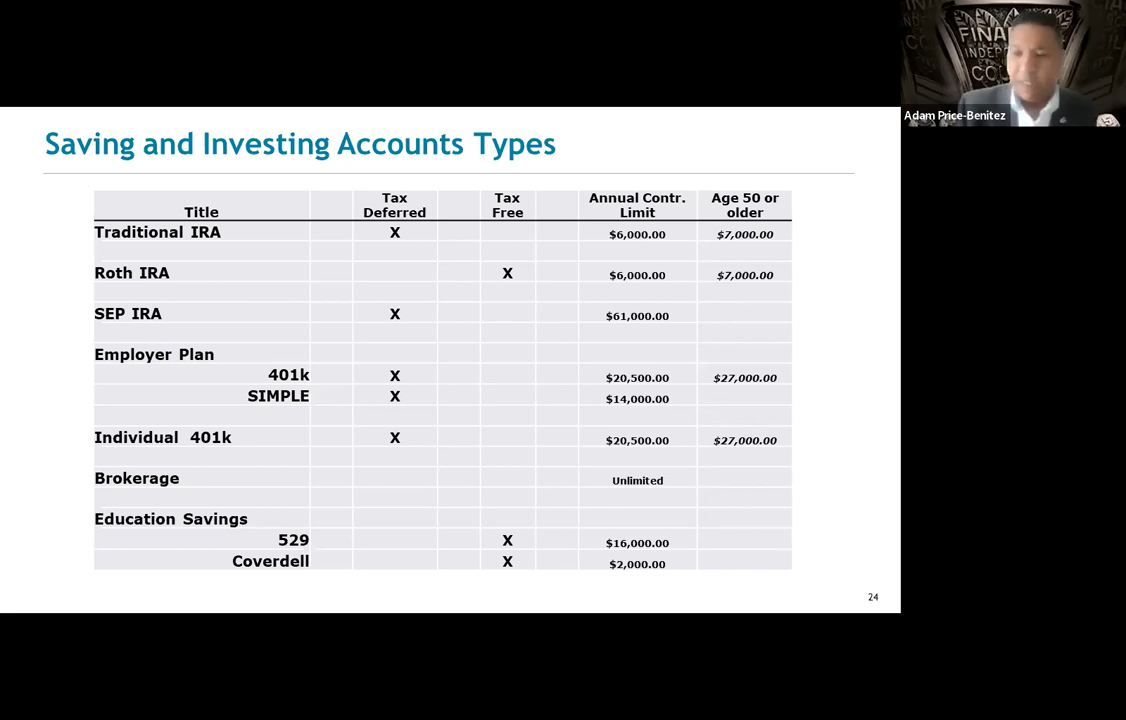 FINA
INDEP
CO
Adam Price-Benitez
Saving and Investing Accounts Types
Title Tax Deferred Tax Free Annual Contr. Limit Age 50 or older
Traditional IRA X $6,000.00 $7,000.00
Roth IRA X $6,000.00 $7,000.00
SEP IRA X $61,000.00
Employer Plan
401k X $20,500.00 $27,000.00
SIMPLE X $14,000.00
Individual 401k X $20,500.00 $27,000.00
Brokerage Unlimited
Education Savings
529 X $16,000.00
Coverdell X $2,000.00
24